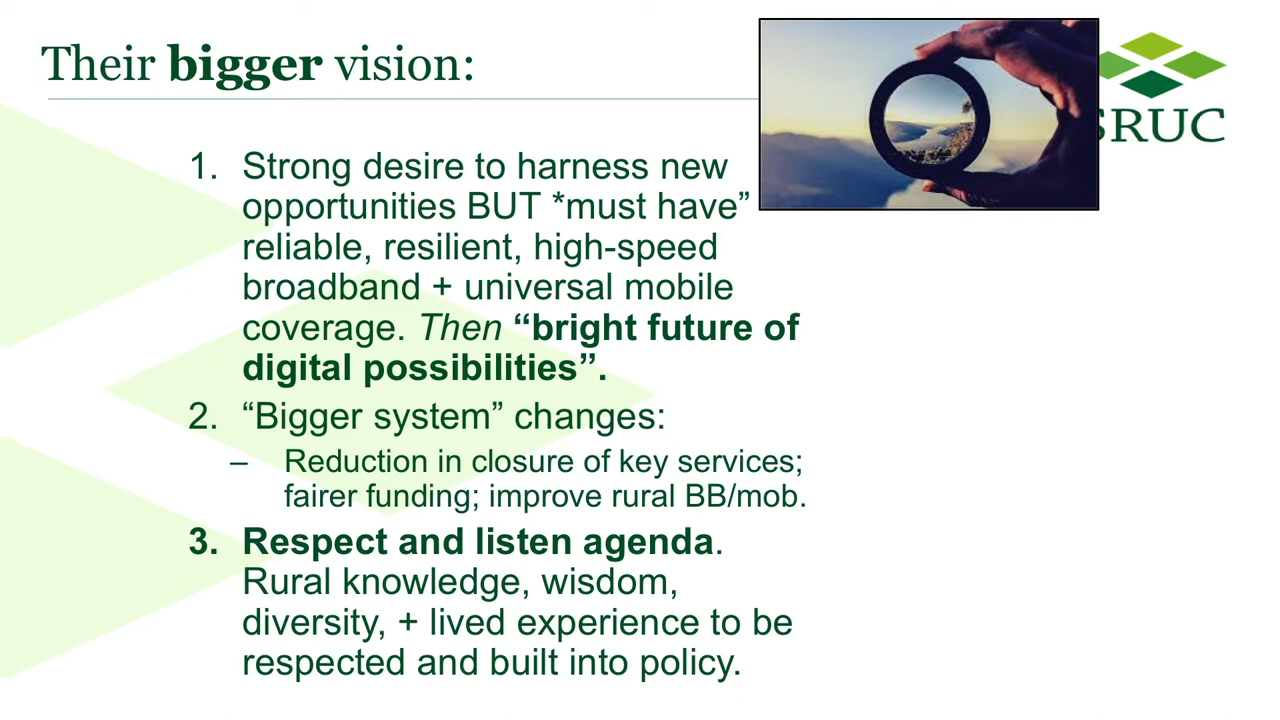 Their bigger vision:
SRUC
1. Strong desire to harness new
opportunities BUT *must have”
reliable, resilient, high-speed
broadband + universal mobile
coverage. Then “bright future of
digital possibilities”.
2. “Bigger system” changes:
– Reduction in closure of key services;
fairer funding; improve rural BB/mob.
3. Respect and listen agenda.
Rural knowledge, wisdom,
diversity, + lived experience to be
respected and built into policy.